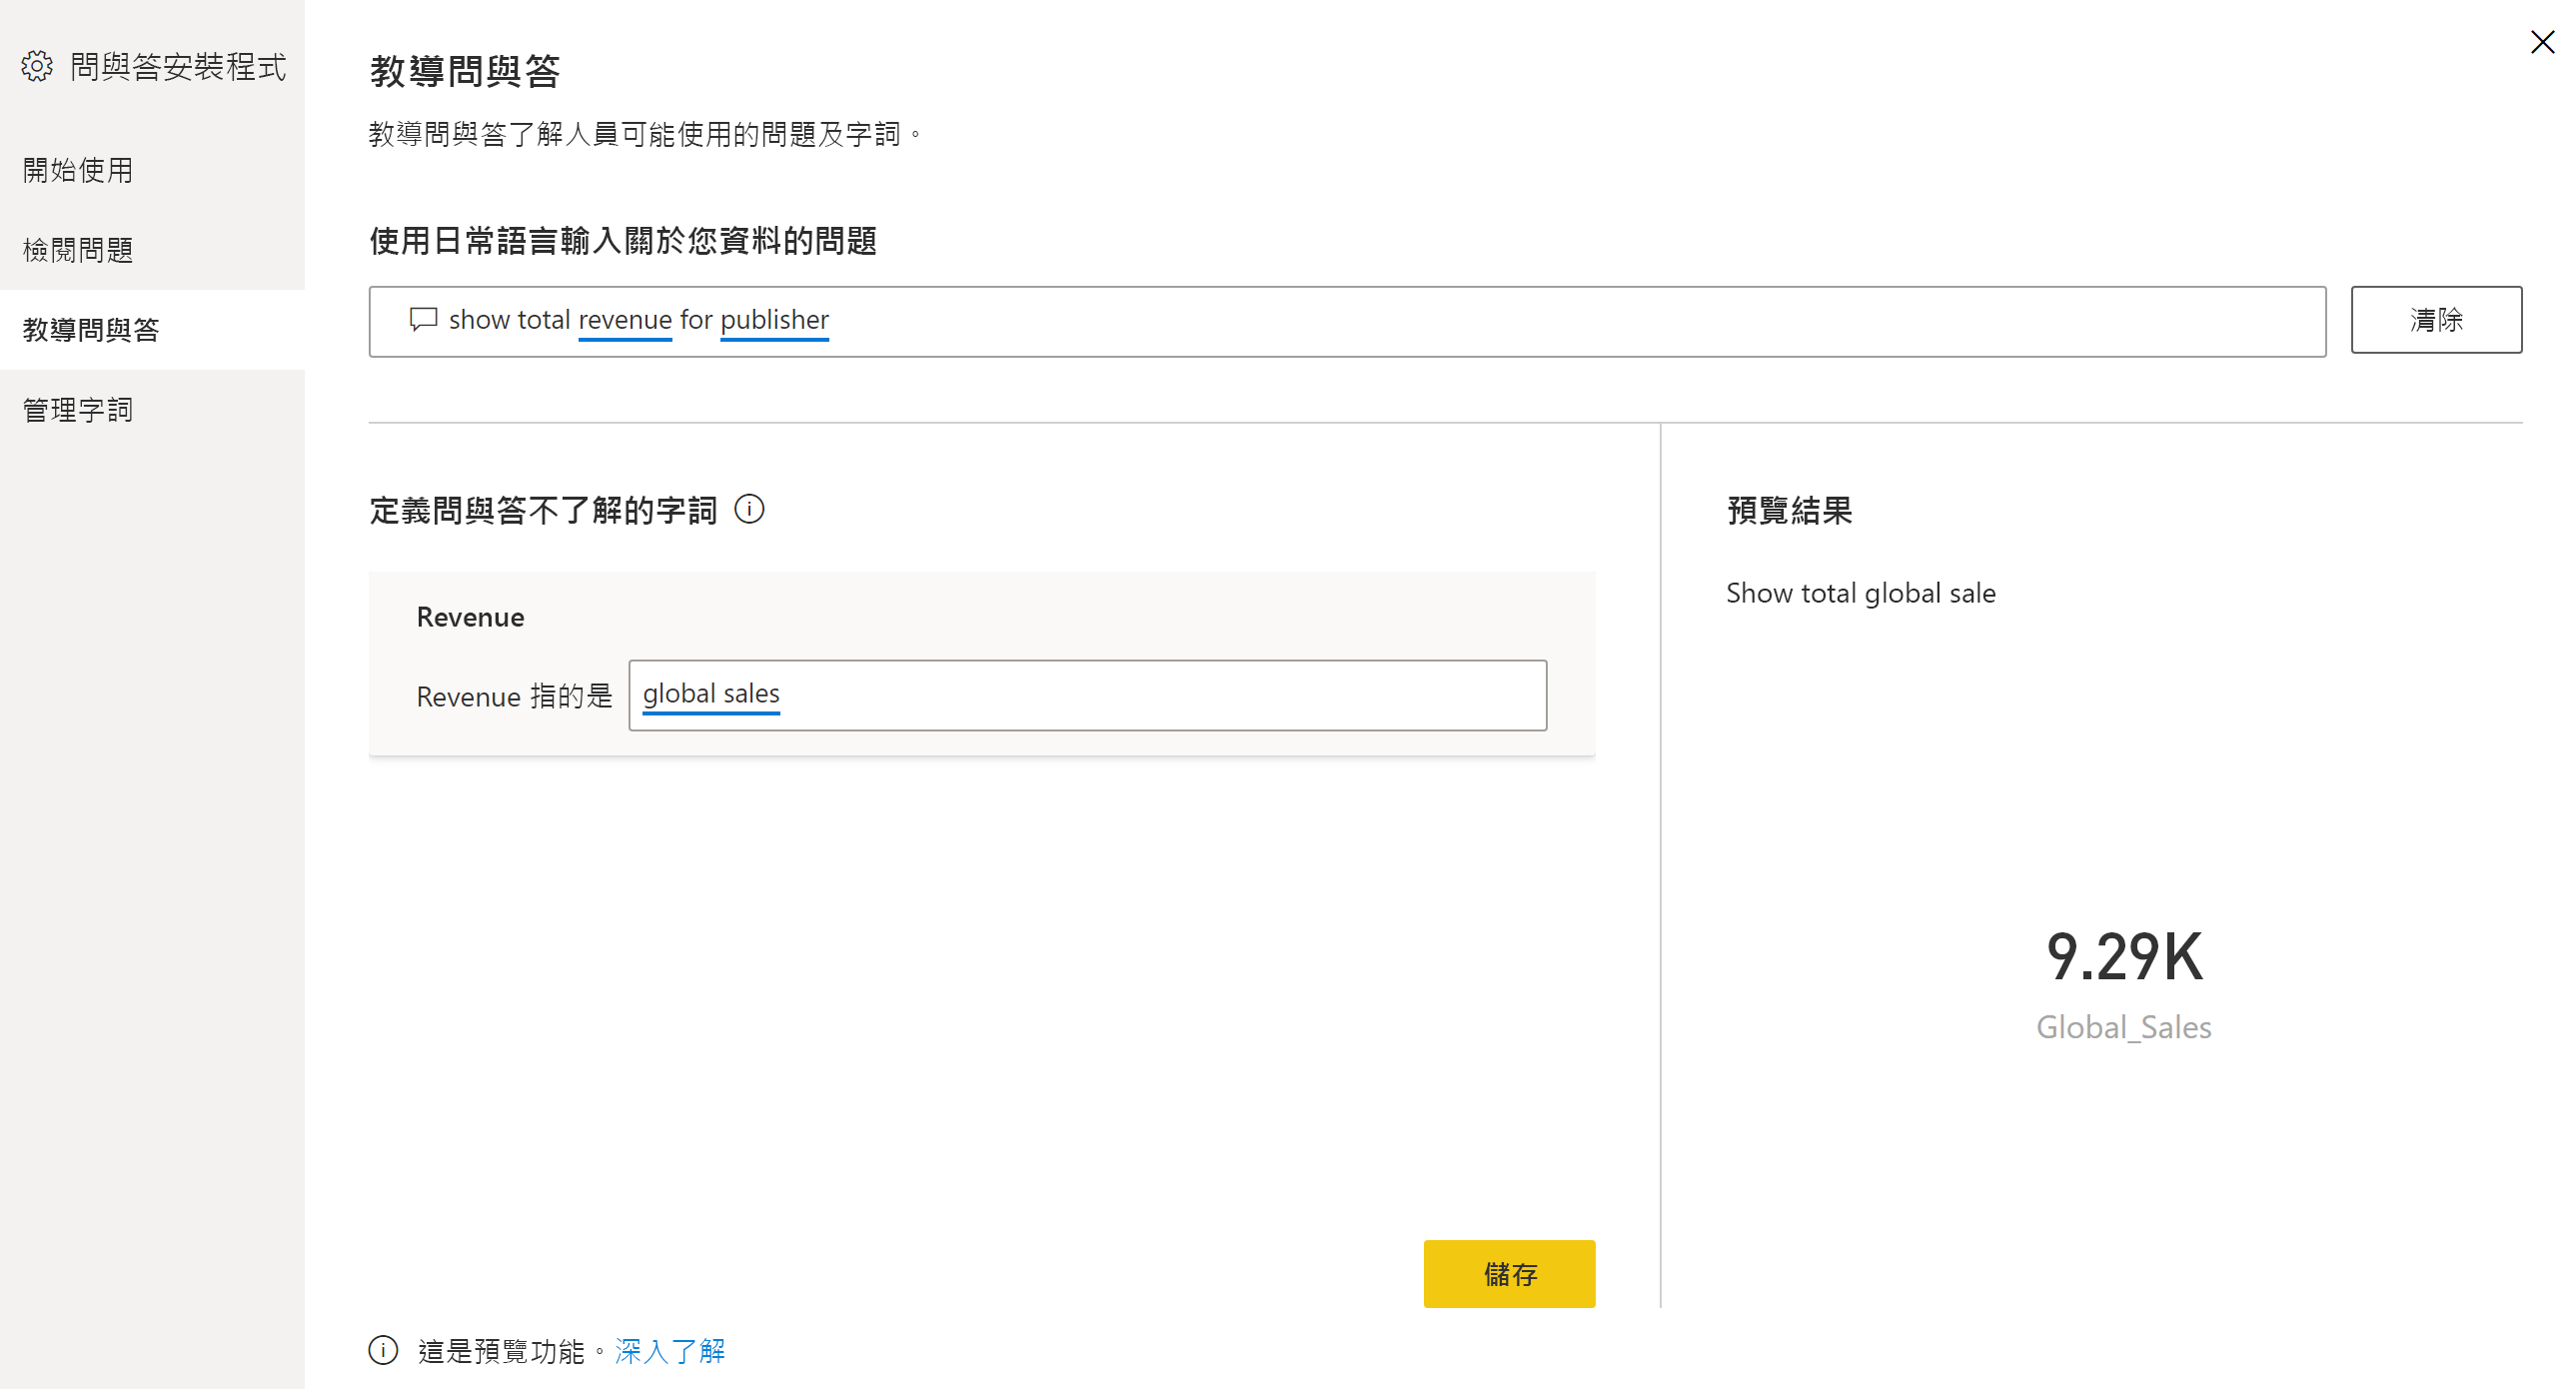 問與答安裝程式
開始使用
檢閱問題
教導問與答
管理字詞
教導問與答
教導問與答了解人員可能使用的問題及字詞。
使用日常語言輸入關於您資料的問題
show total revenue for publisher
清除
定義問與答不了解的字詞
Revenue
Revenue 指的是 global sales
儲存
預覽結果
Show total global sale
9.29K
Global_Sales
這是預覽功能。深入了解